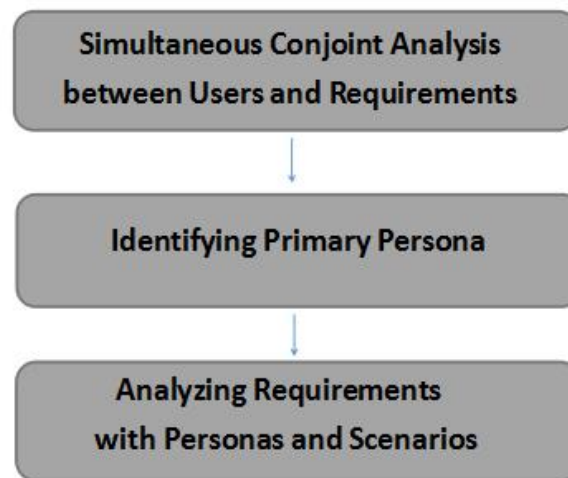 Simultaneous Conjoint Analysis
between Users and Requirements
Identifying Primary Persona
Analyzing Requirements
with Personas and Scenarios